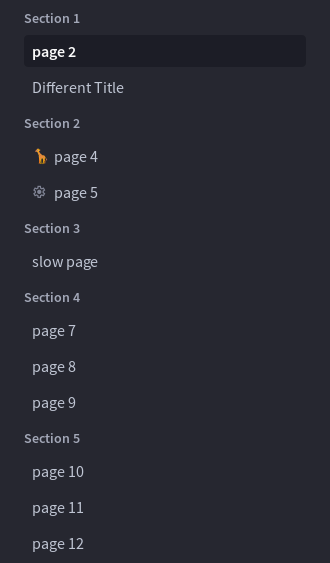 Section 1
page 2
Different Title
Section 2
page 4
page 5
Section 3
slow page
Section 4
page 7
page 8
page 9
Section 5
page 10
page 11
page 12